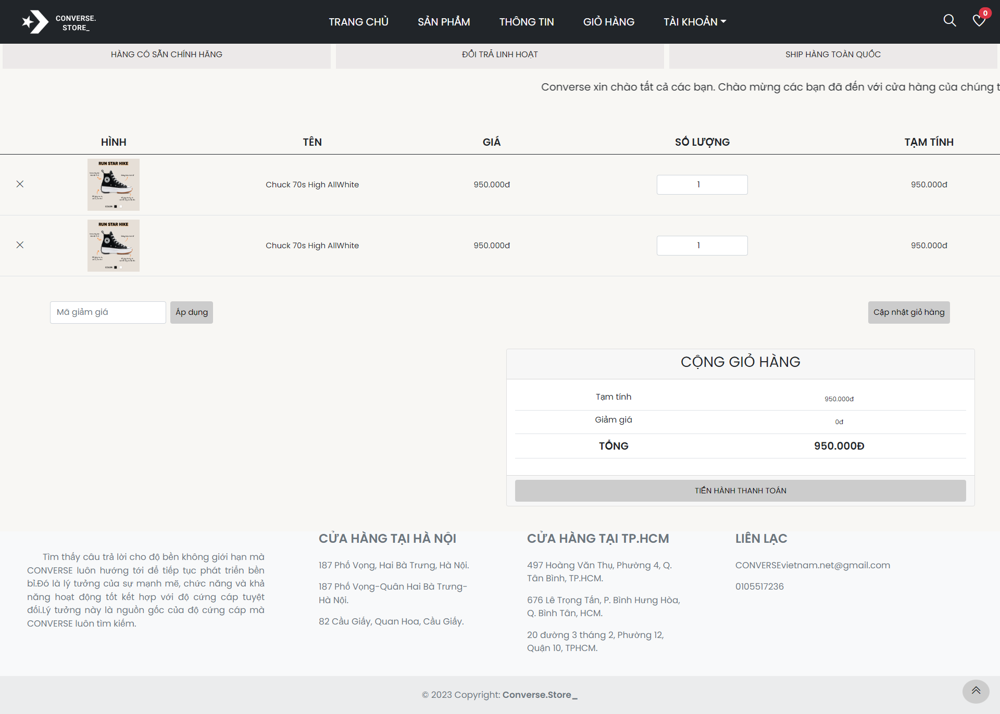 CONVERSE.
STORE_
TRANG CHỦ
SẢN PHẨM
THÔNG TIN
GIỎ HÀNG
TÀI KHOẢN
0
HÀNG CÓ SẴN CHÍNH HÃNG
ĐỔI TRẢ LINH HOẠT
SHIP HÀNG TOÀN QUỐC
Converse xin chào tất cả các bạn. Chào mừng các bạn đã đến với cửa hàng của chúng t
HÌNH TÊN GIÁ SỐ LƯỢNG TẠM TÍNH
RUN STAR HIKE
COLOR
Chuck 70s High AllWhite 950.000đ 1 950.000đ
RUN STAR HIKE
COLOR
Chuck 70s High AllWhite 950.000đ 1 950.000đ
Mã giảm giá
Áp dụng
Cập nhật giỏ hàng
CỘNG GIỎ HÀNG
Tạm tính 950.000đ
Giảm giá 0đ
TỔNG 950.000Đ
TIẾN HÀNH THANH TOÁN
Tìm thấy câu trả lời cho độ bền không giới hạn mà
CONVERSE luôn hướng tới để tiếp tục phát triển bền
bỉ.Đó là lý tưởng của sự mạnh mẽ, chức năng và khả
năng hoạt động tốt kết hợp với độ cứng cáp tuyệt
đối.Lý tưởng này là nguồn gốc của độ cứng cáp mà
CONVERSE luôn tìm kiếm.
CỬA HÀNG TẠI HÀ NỘI
187 Phố Vọng, Hai Bà Trưng, Hà Nội.
187 Phố Vọng-Quân Hai Bà Trưng-
Hà Nội.
82 Cầu Giấy, Quan Hoa, Cầu Giấy.
CỬA HÀNG TẠI TP.HCM
497 Hoàng Văn Thụ, Phường 4, Q.
Tân Bình, TP.HCM.
676 Lê Trọng Tấn, P. Bình Hưng Hòa,
Q. Bình Tân, HCM.
20 đường 3 tháng 2, Phường 12,
Quận 10, TPHCM.
LIÊN LẠC
CONVERSEvietnam.net@gmail.com
0105517236
© 2023 Copyright: Converse.Store_